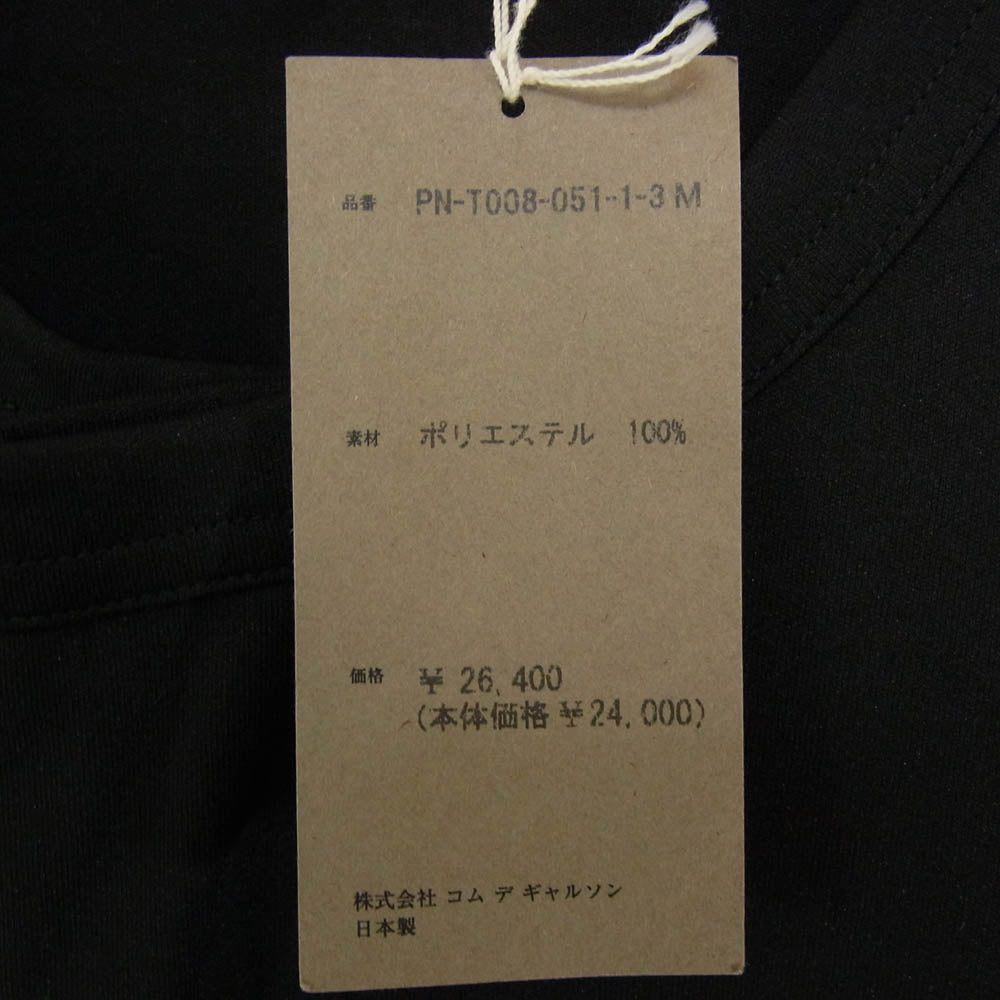 品番 PN-T008-051-1-3 M
素材 ポリエステル 100%
価格 ¥ 26,400
(本体価格 ¥24,000)
株式会社 コム デ ギャルソン
日本製